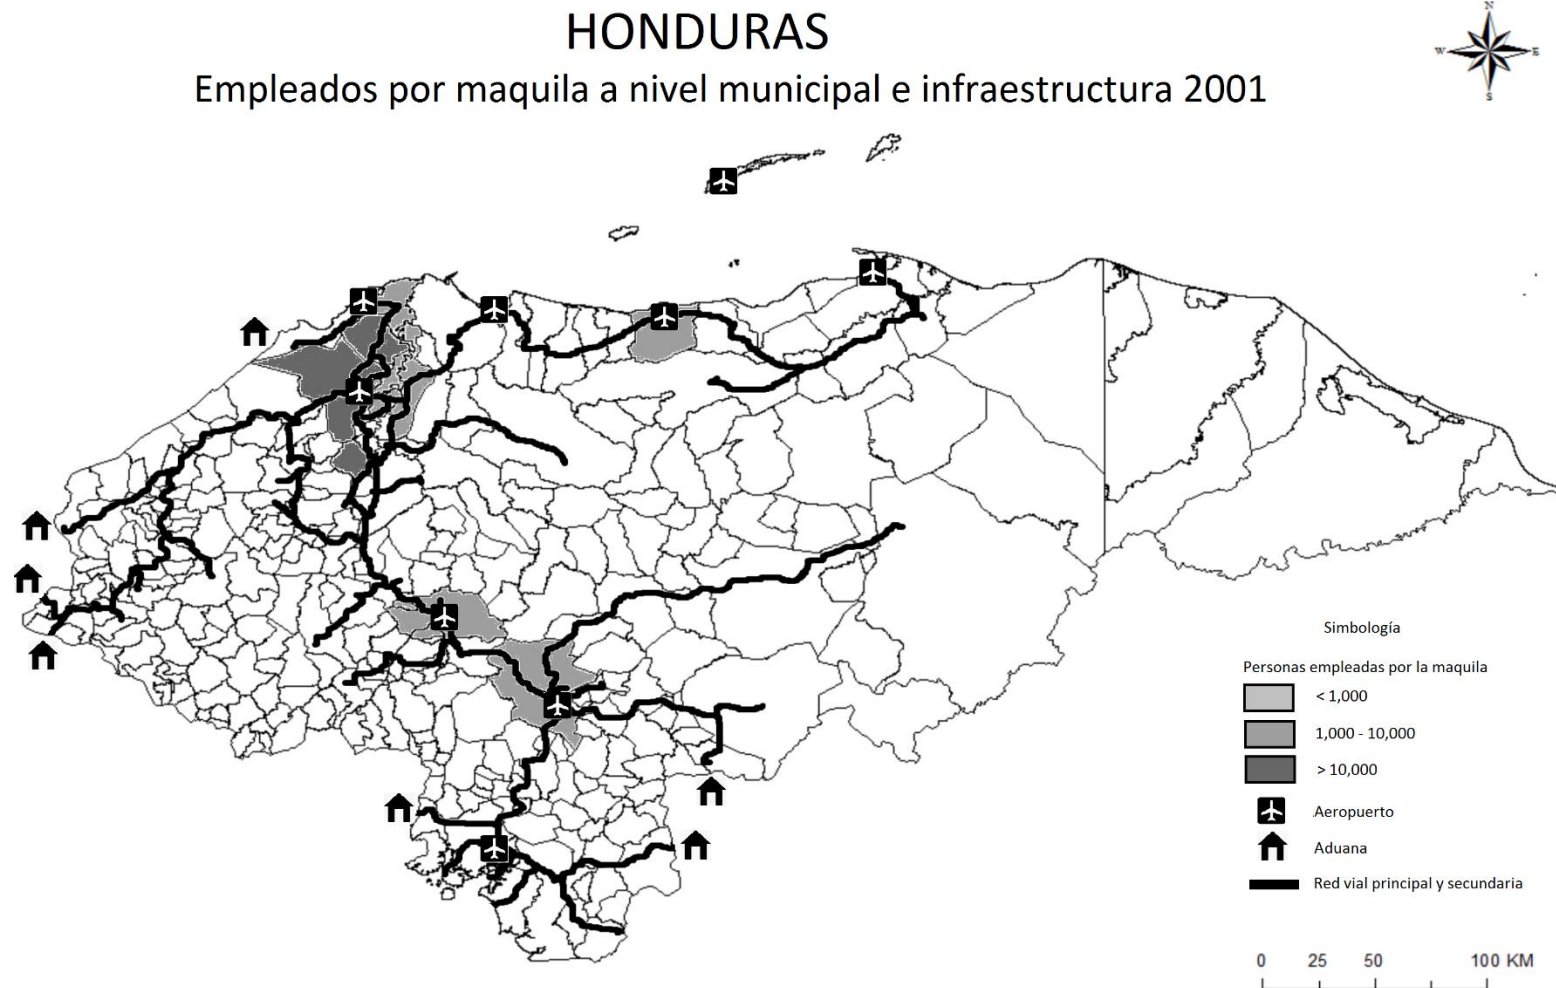 HONDURAS
Empleados por maquila a nivel municipal e infraestructura 2001
N
W
E
S
Simbología
Personas empleadas por la maquila
< 1,000
1,000 - 10,000
> 10,000
.Aeropuerto
Aduana
Red vial principal y secundaria
0 25 50 100 KM